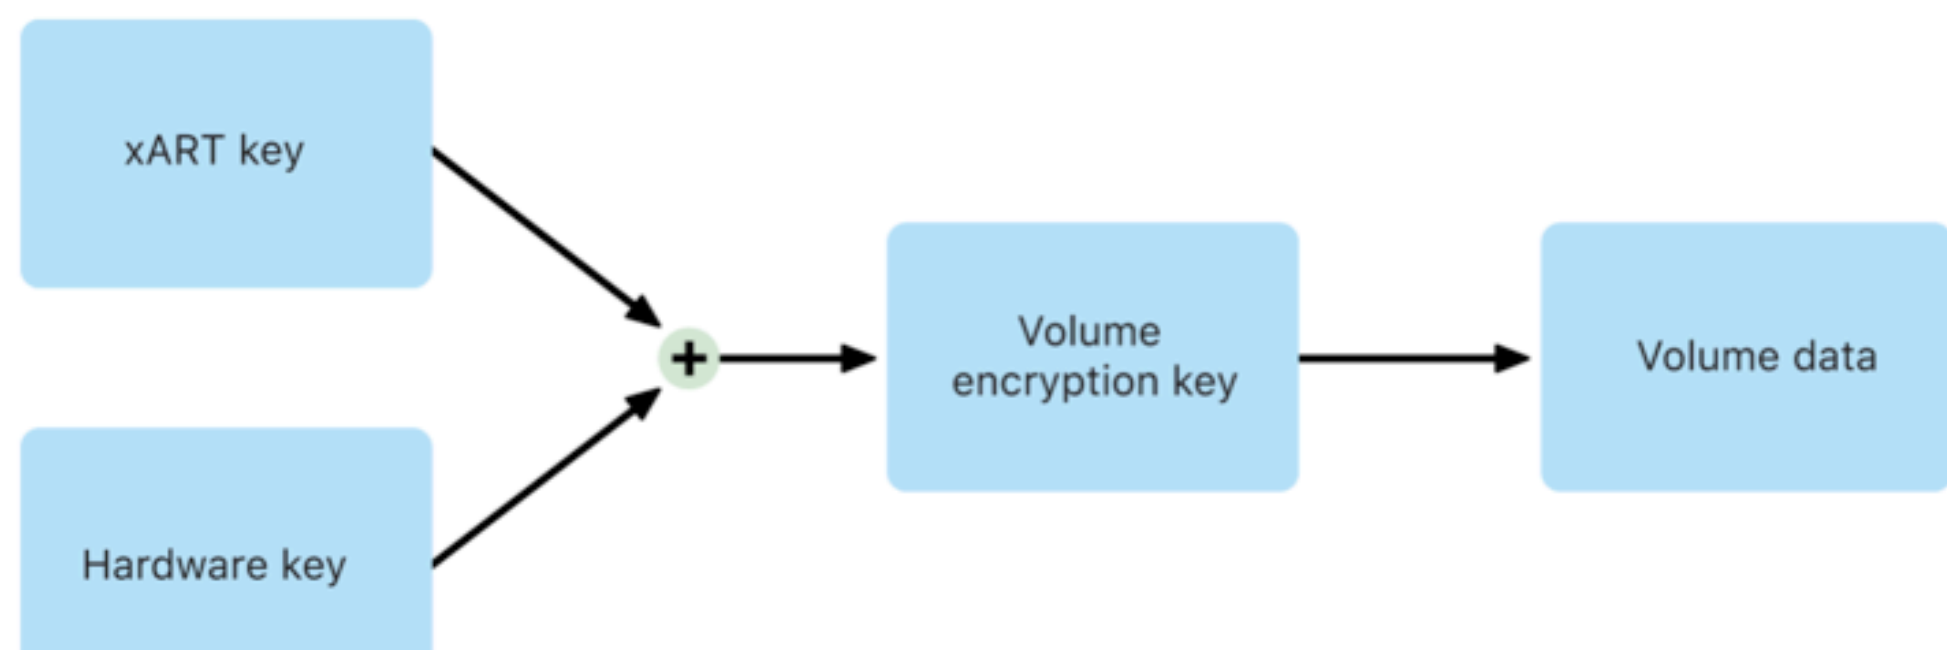 xART key
+
Volume
encryption key
Volume data
Hardware key